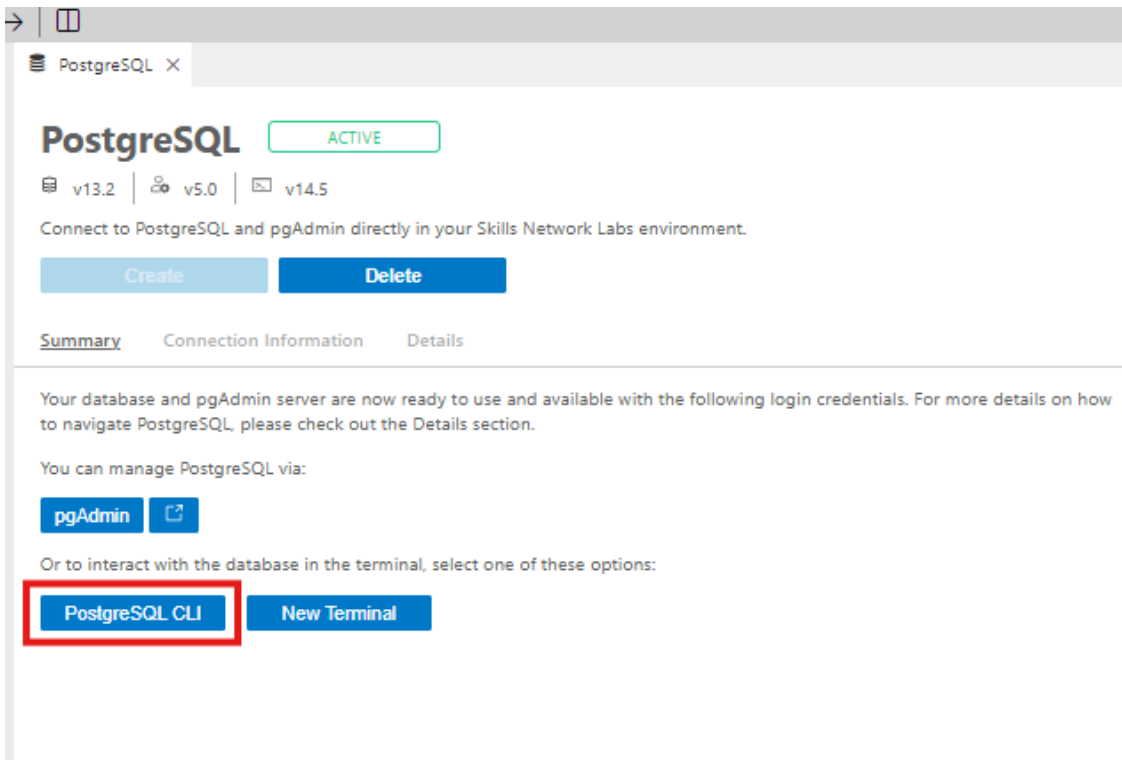 PostgreSQL
PostgreSQL ACTIVE
v13.2 v5.0 v14.5
Connect to PostgreSQL and pgAdmin directly in your Skills Network Labs environment.
Create Delete
Summary Connection Information Details
Your database and pgAdmin server are now ready to use and available with the following login credentials. For more details on how
to navigate PostgreSQL, please check out the Details section.
You can manage PostgreSQL via:
pgAdmin
Or to interact with the database in the terminal, select one of these options:
PostgreSQL CLI New Terminal